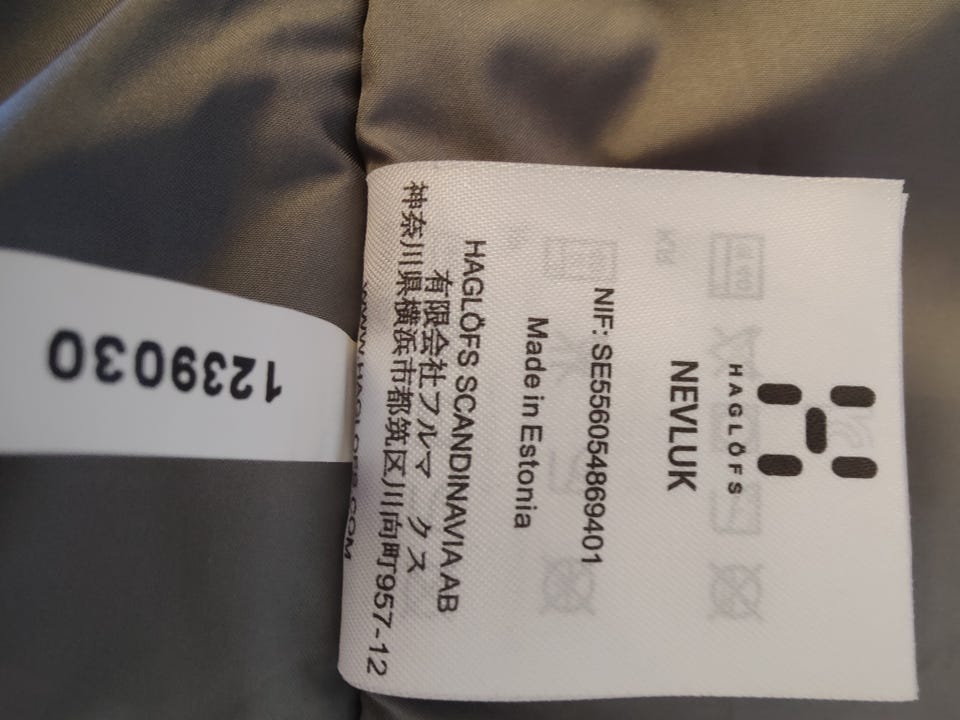 HAGLÖFS
NEVLUK
NIF: SE556054869401
Made in Estonia
HAGLÖFS SCANDINAVIA AB
有限会社フルマークス
神奈川県横浜市都筑区川向町957-12
WWW.HAGLOFS.COM
1239030